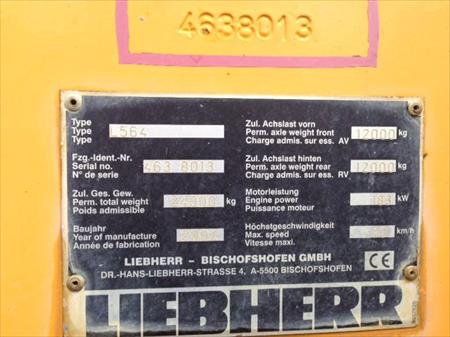 4638013
Type
Type
Type
L564
Zul. Achslast vorn
Perm. axle weight front
Charge admis. sur ess. AV
12000 kg
Fzg.-Ident.-Nr.
Serial no.
N° de serie
463 8013
Zul. Achslast hinten
Perm. axle weight rear
Charge admis. sur ess. RV
12000 kg
Zul. Ges. Gew.
Perm. total weight
Poids admissible
kg
Motorleistung
Engine power
Puissance moteur
183 kW
Baujahr
Year of manufacture
Année de fabrication
Höchstgeschwindigkeit
Max. speed
Vitesse maxi.
km/h
LIEBHERR – BISCHOFSHOFEN GMBH
DR.-HANS-LIEBHERR-STRASSE 4, A-5500 BISCHOFSHOFEN
CE
LIEBHERR